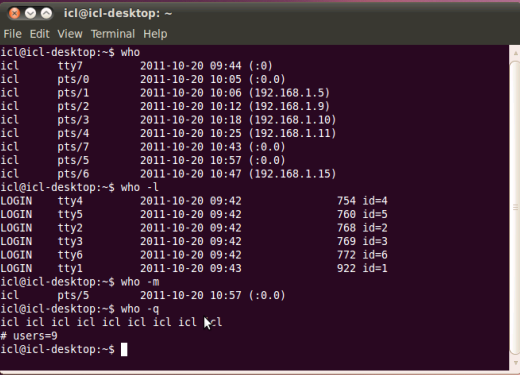 icl@icl-desktop: ~
File Edit View Terminal Help
icl@icl-desktop:~$ who
icl tty7 2011-10-20 09:44 (:0)
icl pts/0 2011-10-20 10:05 (:0.0)
icl pts/1 2011-10-20 10:06 (192.168.1.5)
icl pts/2 2011-10-20 10:12 (192.168.1.9)
icl pts/3 2011-10-20 10:18 (192.168.1.10)
icl pts/4 2011-10-20 10:25 (192.168.1.11)
icl pts/7 2011-10-20 10:43 (:0.0)
icl pts/5 2011-10-20 10:57 (:0.0)
icl pts/6 2011-10-20 10:47 (192.168.1.15)
icl@icl-desktop:~$ who -l
LOGIN tty4 2011-10-20 09:42 754 id=4
LOGIN tty5 2011-10-20 09:42 760 id=5
LOGIN tty2 2011-10-20 09:42 768 id=2
LOGIN tty3 2011-10-20 09:42 769 id=3
LOGIN tty6 2011-10-20 09:42 772 id=6
LOGIN tty1 2011-10-20 09:43 922 id=1
icl@icl-desktop:~$ who -m
icl pts/5 2011-10-20 10:57 (:0.0)
icl@icl-desktop:~$ who -q
icl icl icl icl icl icl icl icl icl
# users=9
icl@icl-desktop:~$